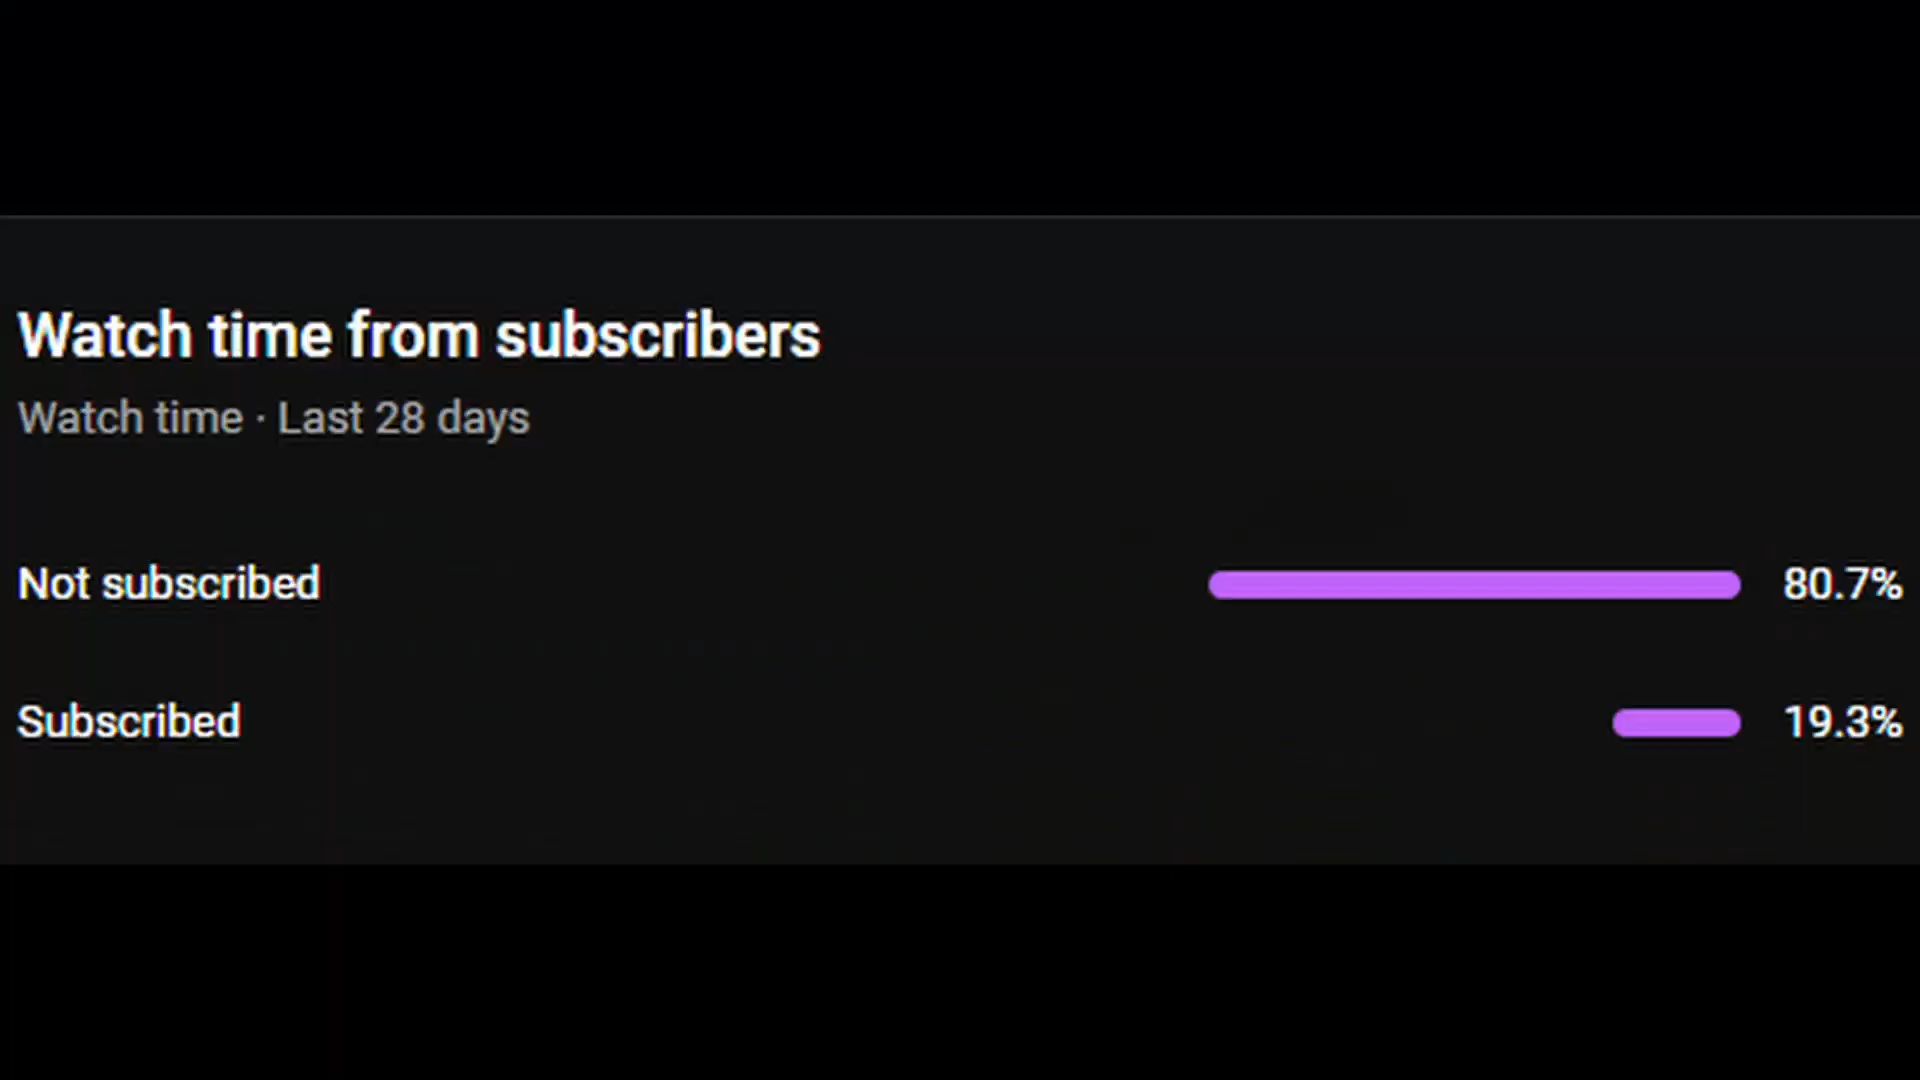 Watch time from subscribers
Watch time · Last 28 days
Not subscribed 80.7%
Subscribed 19.3%